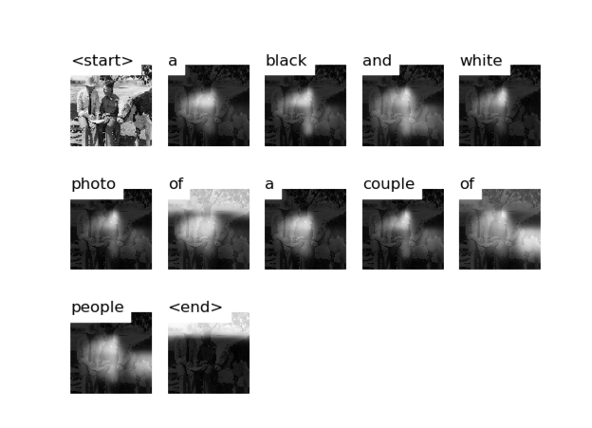 <start> a black and white
photo of a couple of
people <end>